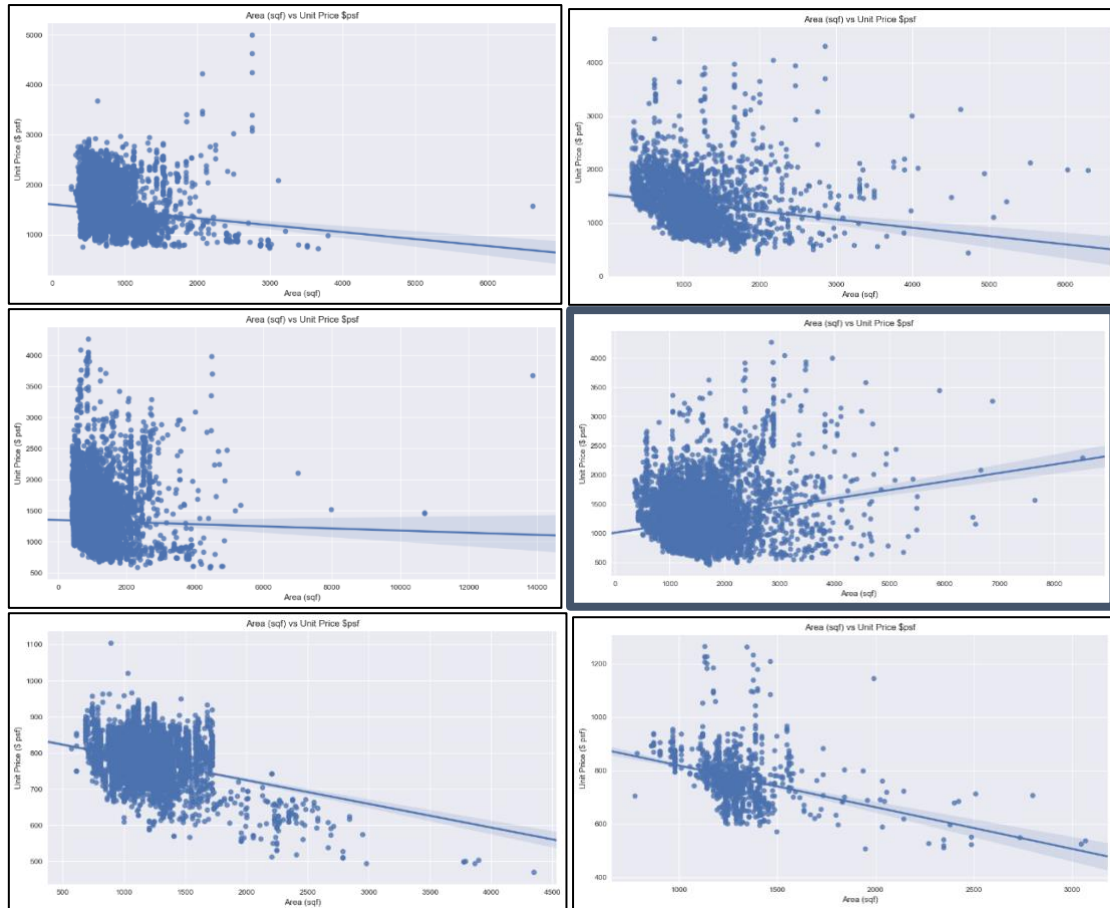 Area (sqf) vs Unit Price $psf
5000
4000
3000
2000
1000
Unit Price ($ psf)
0 1000 2000 3000 4000 5000 6000
Area (sqf)
Area (sqf) vs Unit Price $psf
4000
3000
2000
1000
0
Unit Price ($ psf)
1000 2000 3000 4000 5000 6000
Area (sqf)
Area (sqf) vs Unit Price $psf
4000
3500
3000
2500
2000
1500
1000
500
Unit Price ($ psf)
0 2000 4000 6000 8000 10000 12000 14000
Area (sqf)
Area (sqf) vs Unit Price $psf
4000
3500
3000
2500
2000
1500
1000
500
Unit Price ($ psf)
0 1000 2000 3000 4000 5000 6000 7000 8000
Area (sqf)
Area (sqf) vs Unit Price $psf
1100
1000
900
800
700
600
500
Unit Price ($ psf)
500 1000 1500 2000 2500 3000 3500 4000 4500
Area (sqf)
Area (sqf) vs Unit Price $psf
1200
1000
800
600
400
Unit Price ($ psf)
1000 1500 2000 2500 3000
Area (sqf)